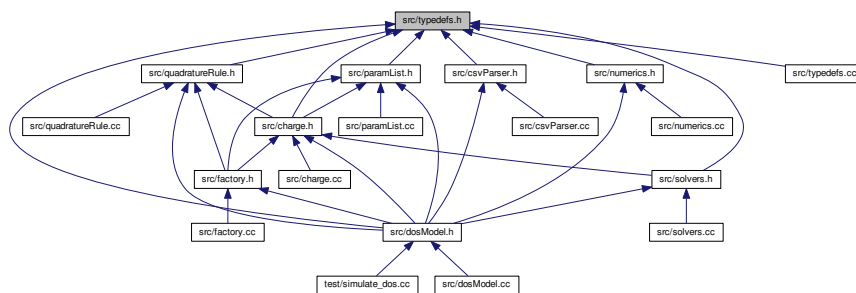 src/typedefs.h
src/quadratureRule.h
src/paramList.h
src/csvParser.h
src/numerics.h
src/typedefs.cc
src/quadratureRule.cc
src/charge.h
src/paramList.cc
src/csvParser.cc
src/numerics.cc
src/factory.h
src/charge.cc
src/solvers.h
src/factory.cc
src/dosModel.h
src/solvers.cc
test/simulate_dos.cc
src/dosModel.cc